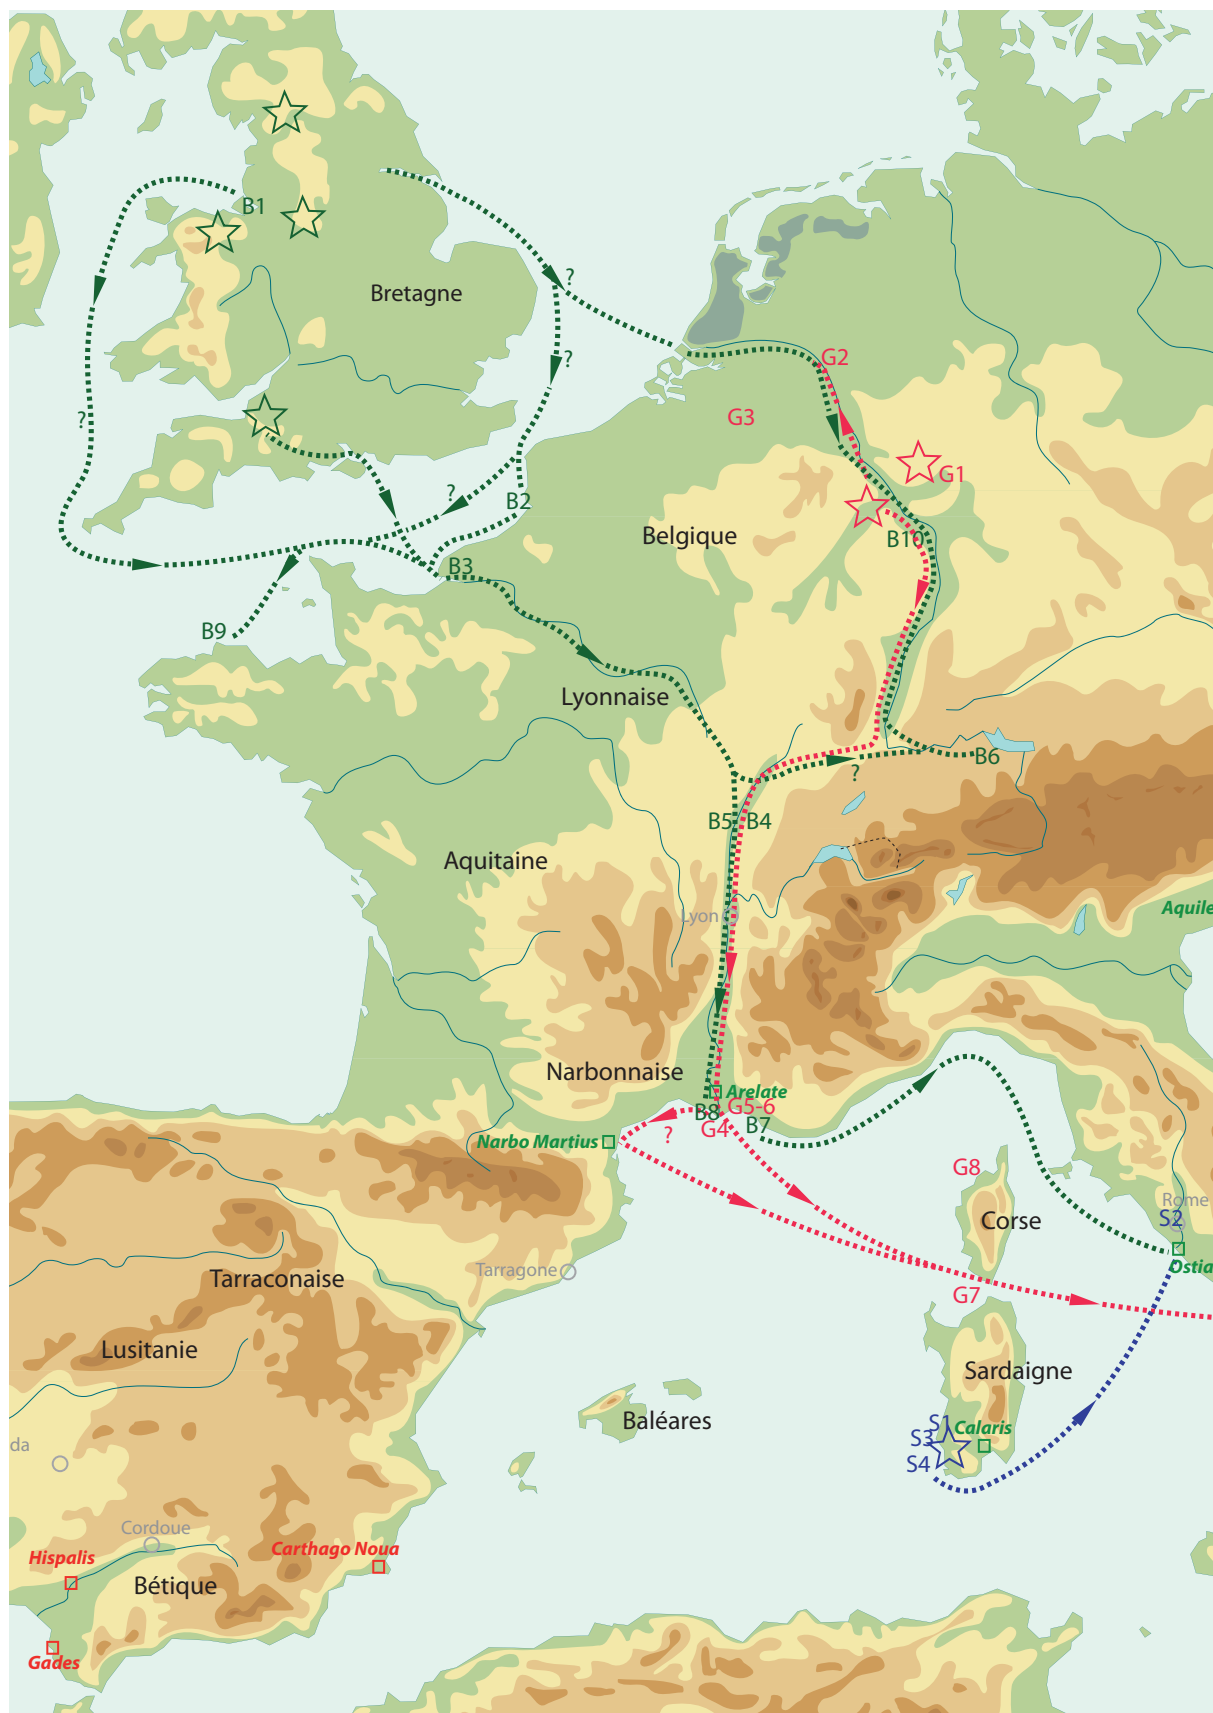 B1
Bretagne
?
?
?
G2
G3
G1
?
B2
Belgique
B10
B3
B9
Lyonnaise
B6
?
B5
B4
Aquitaine
Aquile
Lyon
Narbonnaise
Arelate
B8
G5-6
G4
B7
?
Narbo Martius
G8
Rome
S2
Corse
Ostia
Tarragone
Tarraconaise
G7
Lusitanie
Sardaigne
Baléares
S1
Calaris
S3
da
S4
Cordoue
Hispalis
Carthago Noua
Bétique
Gades